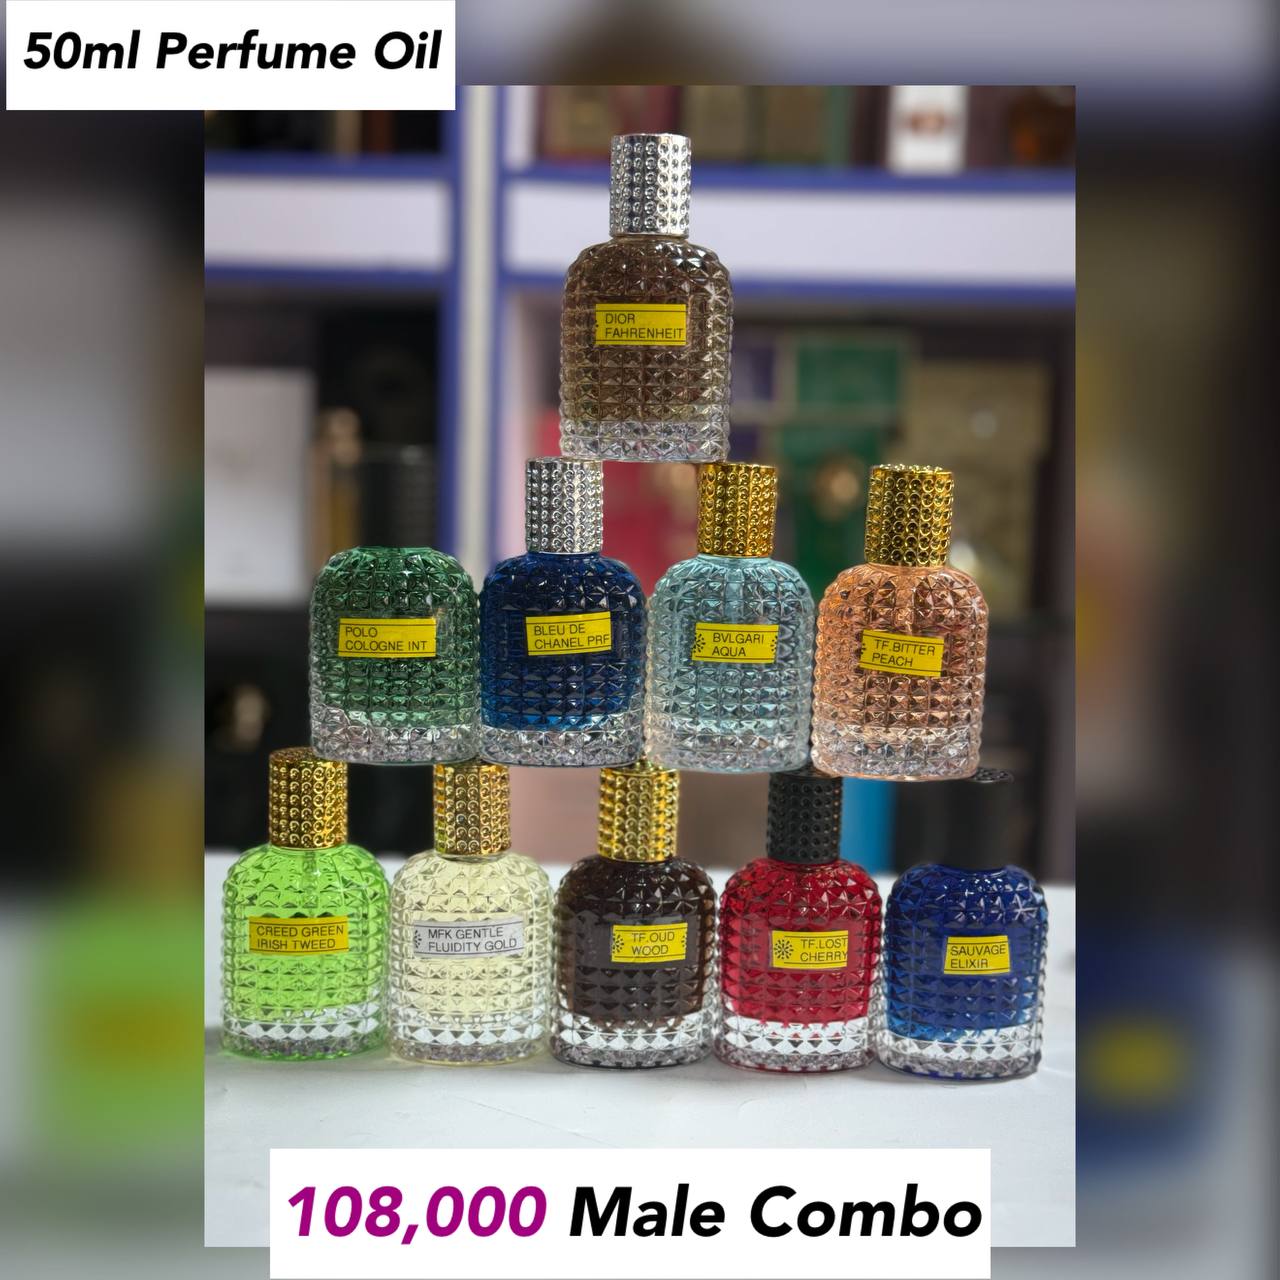 50ml Perfume Oil
DIOR
FAHRENHEIT
POLO
COLOGNE INT
BLEU DE
CHANEL PRF
BVLGARI
AQUA
TF.BITTER
PEACH
CREED GREEN
IRISH TWEED
MFK GENTLE
FLUIDITY GOLD
TF.OUD
WOOD
TF.LOST
CHERRY
SAUVAGE
ELIXIR
108,000 Male Combo